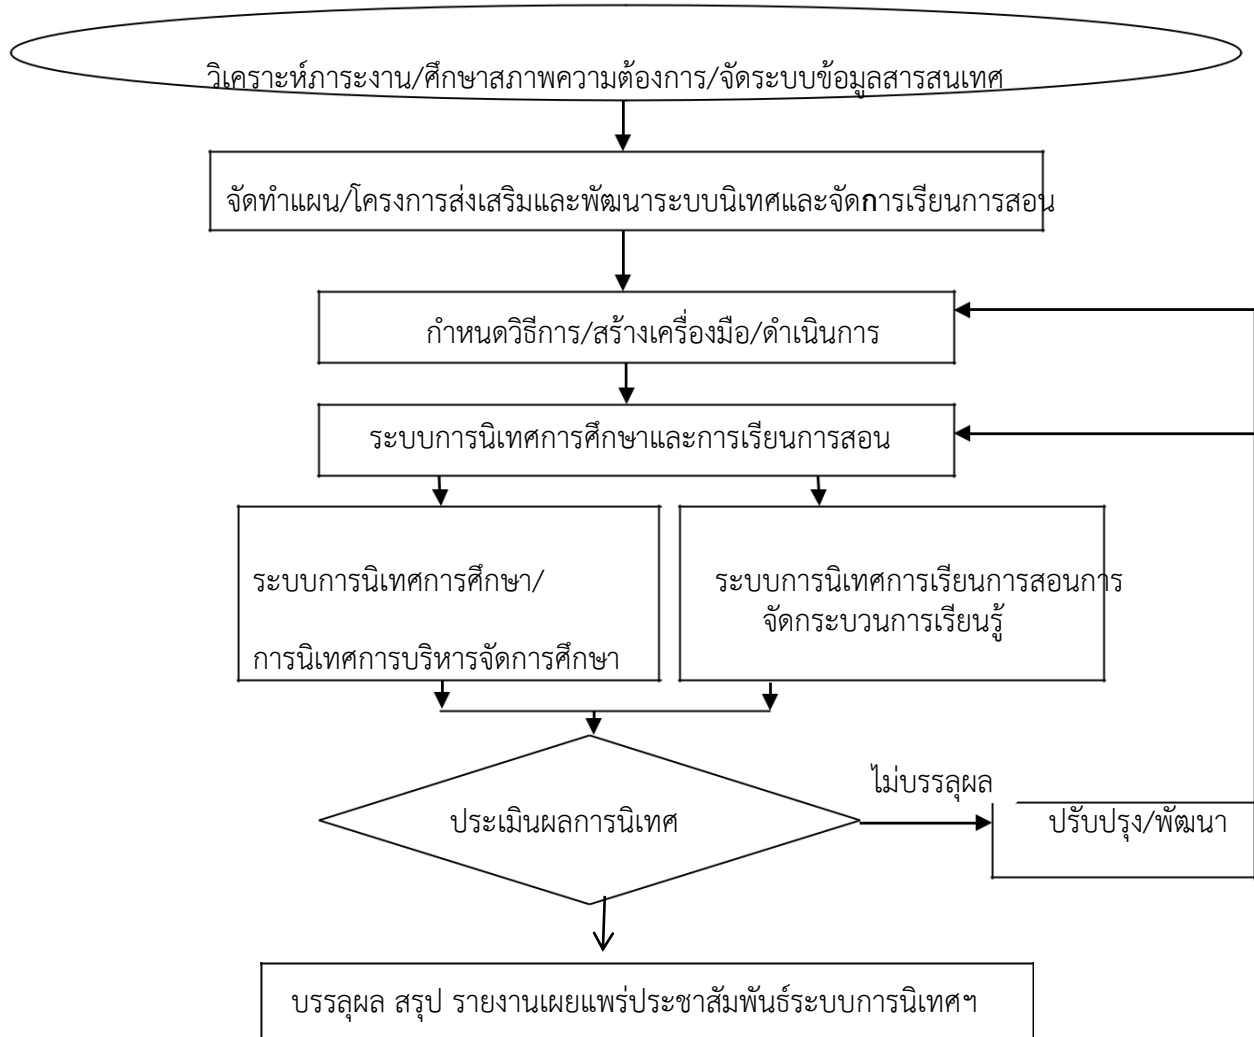 วิเคราะห์ภาระงาน/ศึกษาสภาพความต้องการ/จัดระบบข้อมูลสารสนเทศ
จัดทำแผน/โครงการส่งเสริมและพัฒนาระบบนิเทศและจัดการเรียนการสอน
กำหนดวิธีการ/สร้างเครื่องมือ/ดำเนินการ
ระบบการนิเทศการศึกษาและการเรียนการสอน
ระบบการนิเทศการศึกษา/
การนิเทศการบริหารจัดการศึกษา
ระบบการนิเทศการเรียนการสอนการ
จัดกระบวนการเรียนรู้
ไม่บรรลุผล
ประเมินผลการนิเทศ
ปรับปรุง/พัฒนา
บรรลุผล สรุป รายงานเผยแพร่ประชาสัมพันธ์ระบบการนิเทศฯ